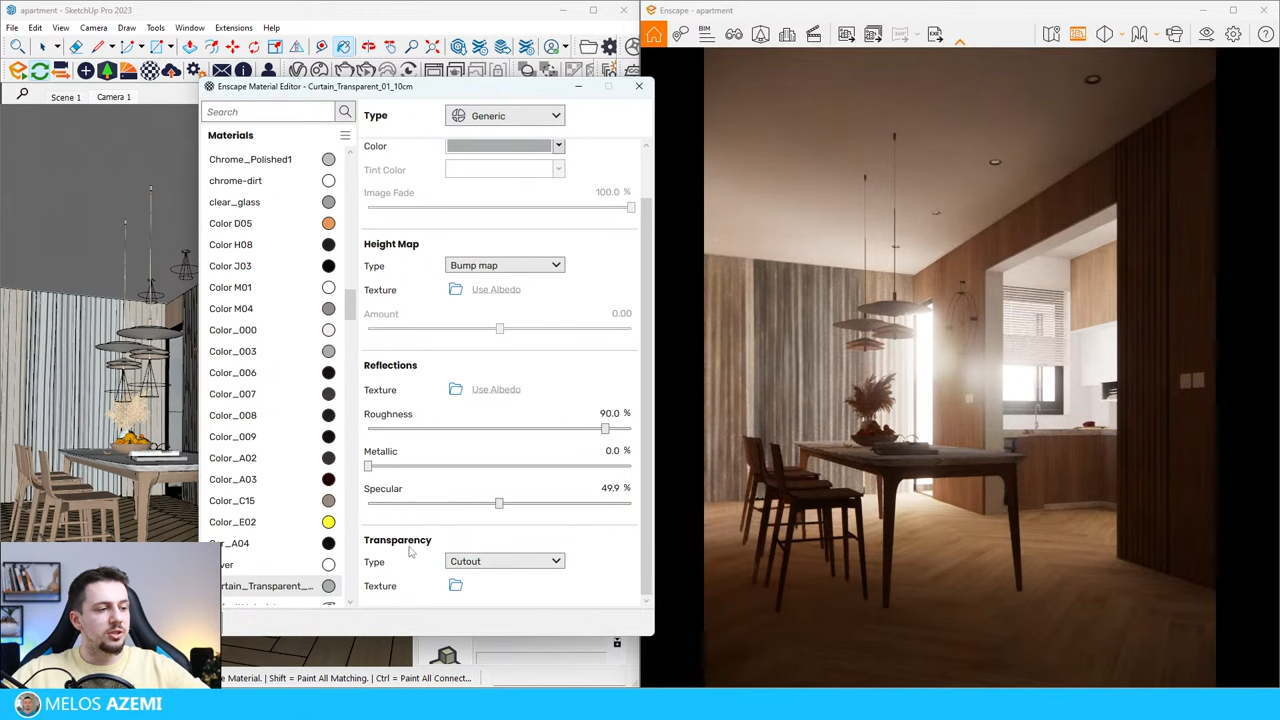 apartment - SketchUp Pro 2023
File Edit View Camera Draw Tools Window Extensions Help
Scene 1 Camera 1
Enscape Material Editor - Curtain_Transparent_01_10cm
Search
Materials
Chrome_Polished1
chrome-dirt
clear_glass
Color D05
Color H08
Color J03
Color M01
Color M04
Color_000
Color_003
Color_006
Color_007
Color_008
Color_009
Color_A02
Color_A03
Color_C15
Color_E02
Type Generic
Color
Tint Color
Image Fade 100.0 %
Height Map
Type Bump map
Texture Use Albedo
Amount 0.00
Reflections
Texture Use Albedo
Roughness 90.0 %
Metallic 0.0 %
Specular 49.9 %
Transparency
Type Cutout
Texture
Material. | Shift = Paint All Matching. | Ctrl = Paint All Connect...
Enscape - apartment
BIM
EXE
MELOS AZEMI